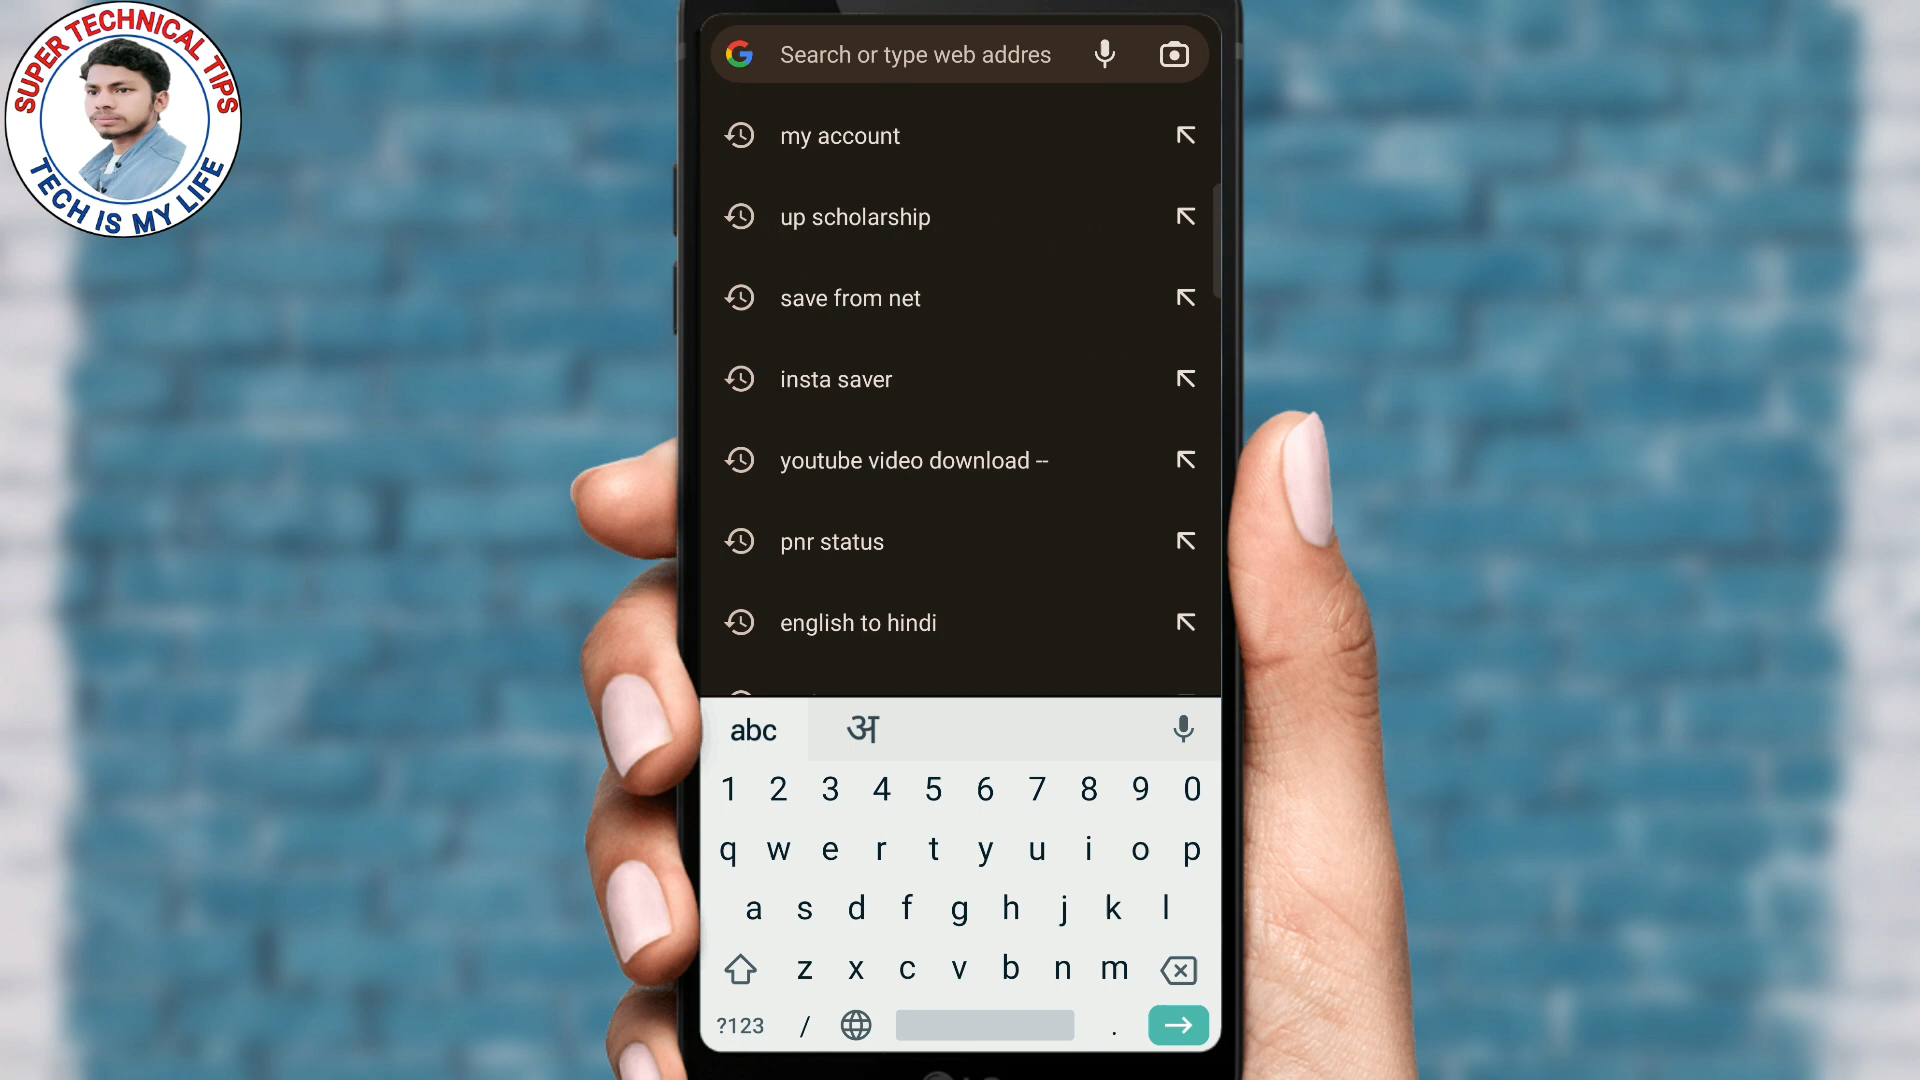 SUPER TECHNICAL TIPS
TECH IS MY LIFE
Search or type web addres
my account
up scholarship
save from net
insta saver
youtube video download --
pnr status
english to hindi
abc अ
1 2 3 4 5 6 7 8 9 0
q w e r t y u i o p
a s d f g h j k l
z x c v b n m
?123 / .